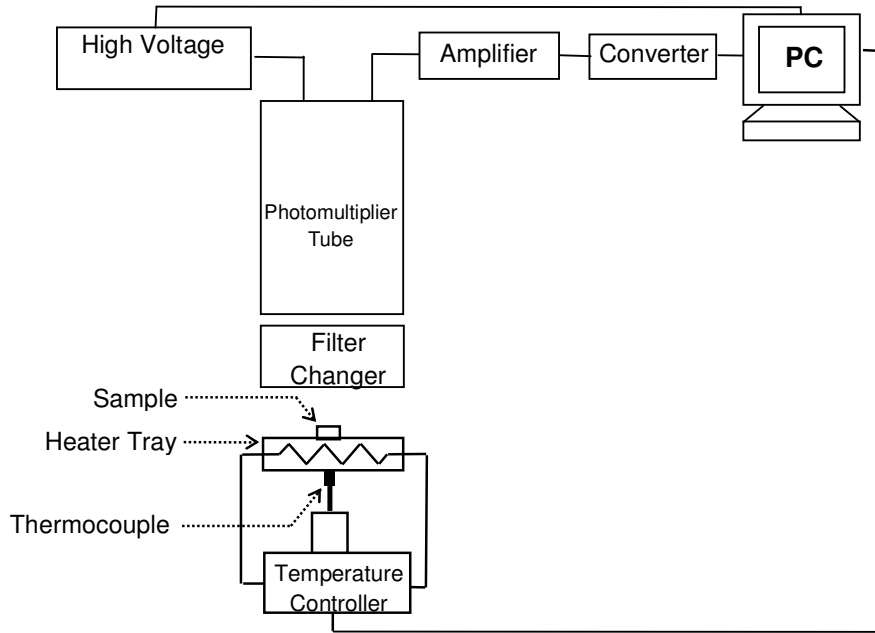 High Voltage
Amplifier
Converter
PC
Photomultiplier
Tube
Filter
Changer
Sample
Heater Tray
Thermocouple
Temperature
Controller